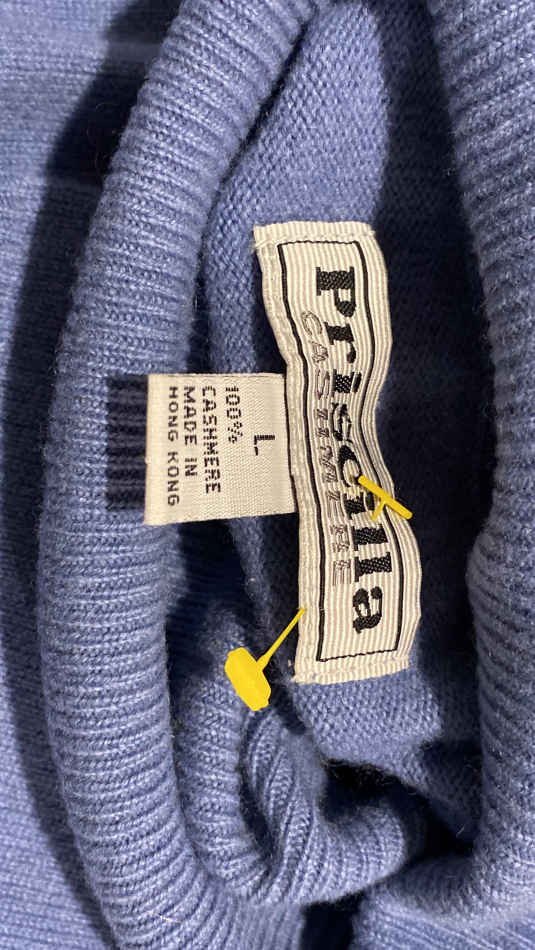 Priscilla
CASHMERE
L
100%
CASHMERE
MADE IN
HONG KONG